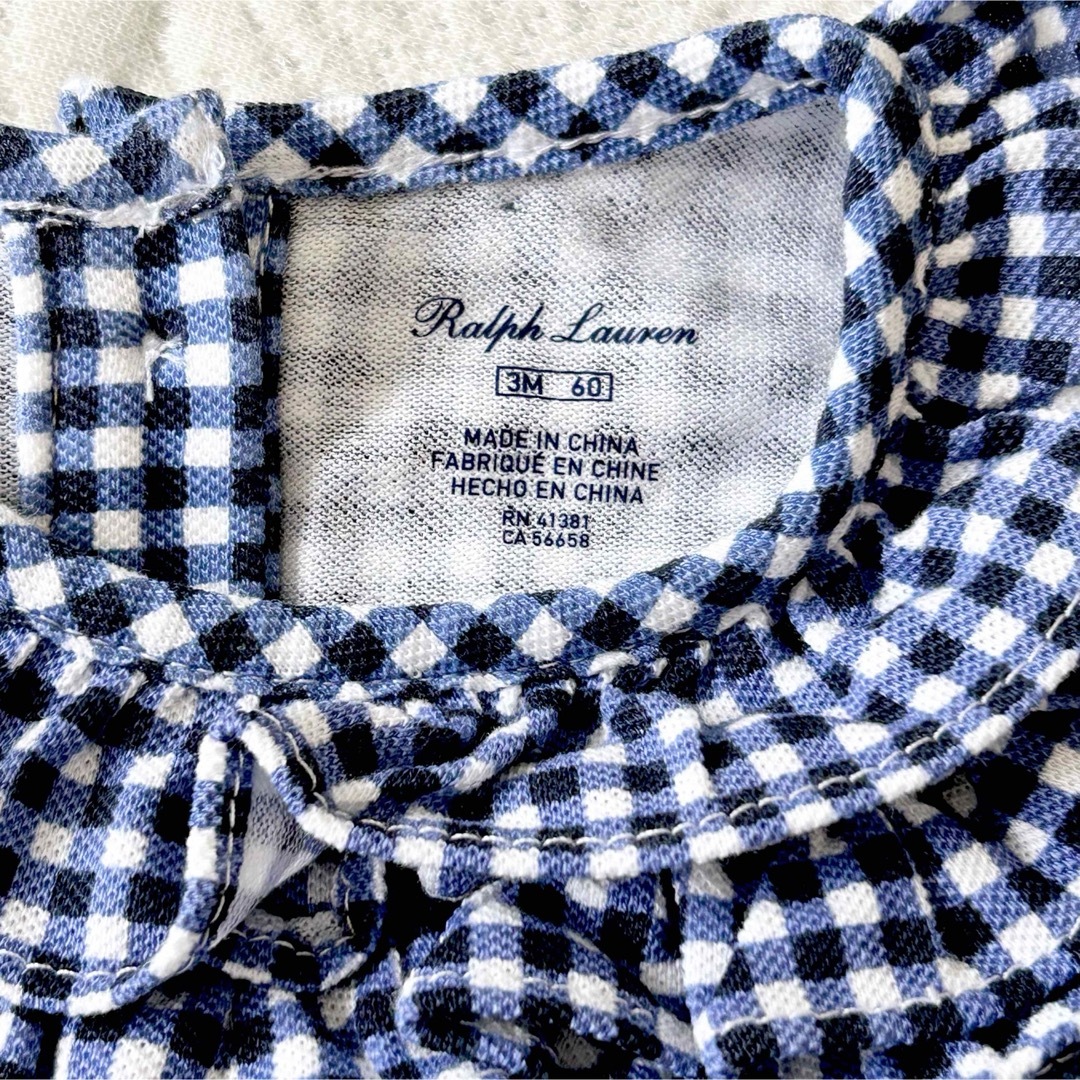 Ralph Lauren
3M 60
MADE IN CHINA
FABRIQUÉ EN CHINE
HECHO EN CHINA
RN 41381
CA 56658